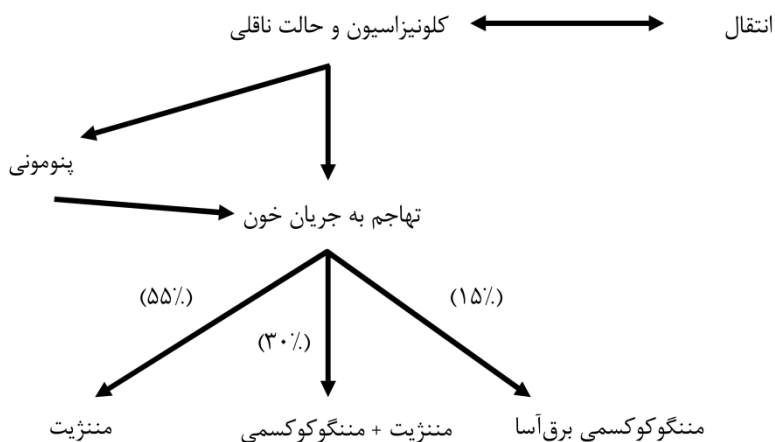 انتقال
کلونیزاسیون و حالت ناقلی
پنومونی
تهاجم به جریان خون
(۱۵٪)
(۳۰٪)
(۵۵٪)
مننگوکوکسمی برق‌آسا
مننژیت + مننگوکوکسمی
مننژیت